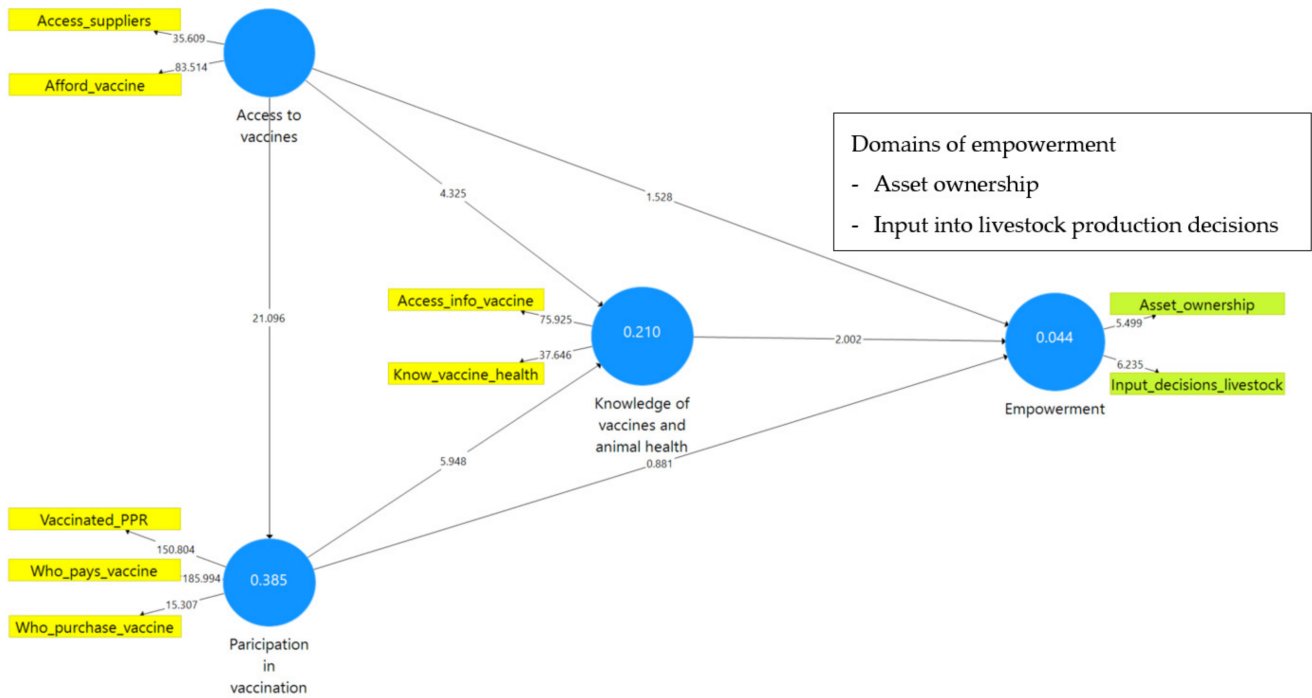 Access_suppliers
35.609
83.514
Afford_vaccine
Access to
vaccines
Domains of empowerment
- Asset ownership
- Input into livestock production decisions
4.325
1.528
21.096
Access_info_vaccine
75.925
37.646
Know_vaccine_health
0.210
Knowledge of
vaccines and
animal health
2.002
0.044
Empowerment
Asset_ownership
5.499
6.235
Input_decisions_livestock
5.948
0.881
Vaccinated_PPR
150.804
Who_pays_vaccine
185.994
15.307
Who_purchase_vaccine
0.385
Paricipation
in
vaccination